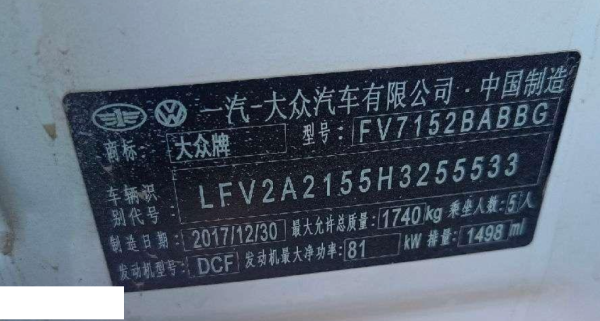 一汽-大众汽车有限公司·中国制造
商标: 大众牌 型号: FV7152BABBG
车辆识别代号: LFV2A2155H3255533
制造日期: 2017/12/30 最大允许总质量: 1740kg 乘坐人数: 5人
发动机型号: DCF 发动机最大净功率: 81 kW 排量: 1498 ml